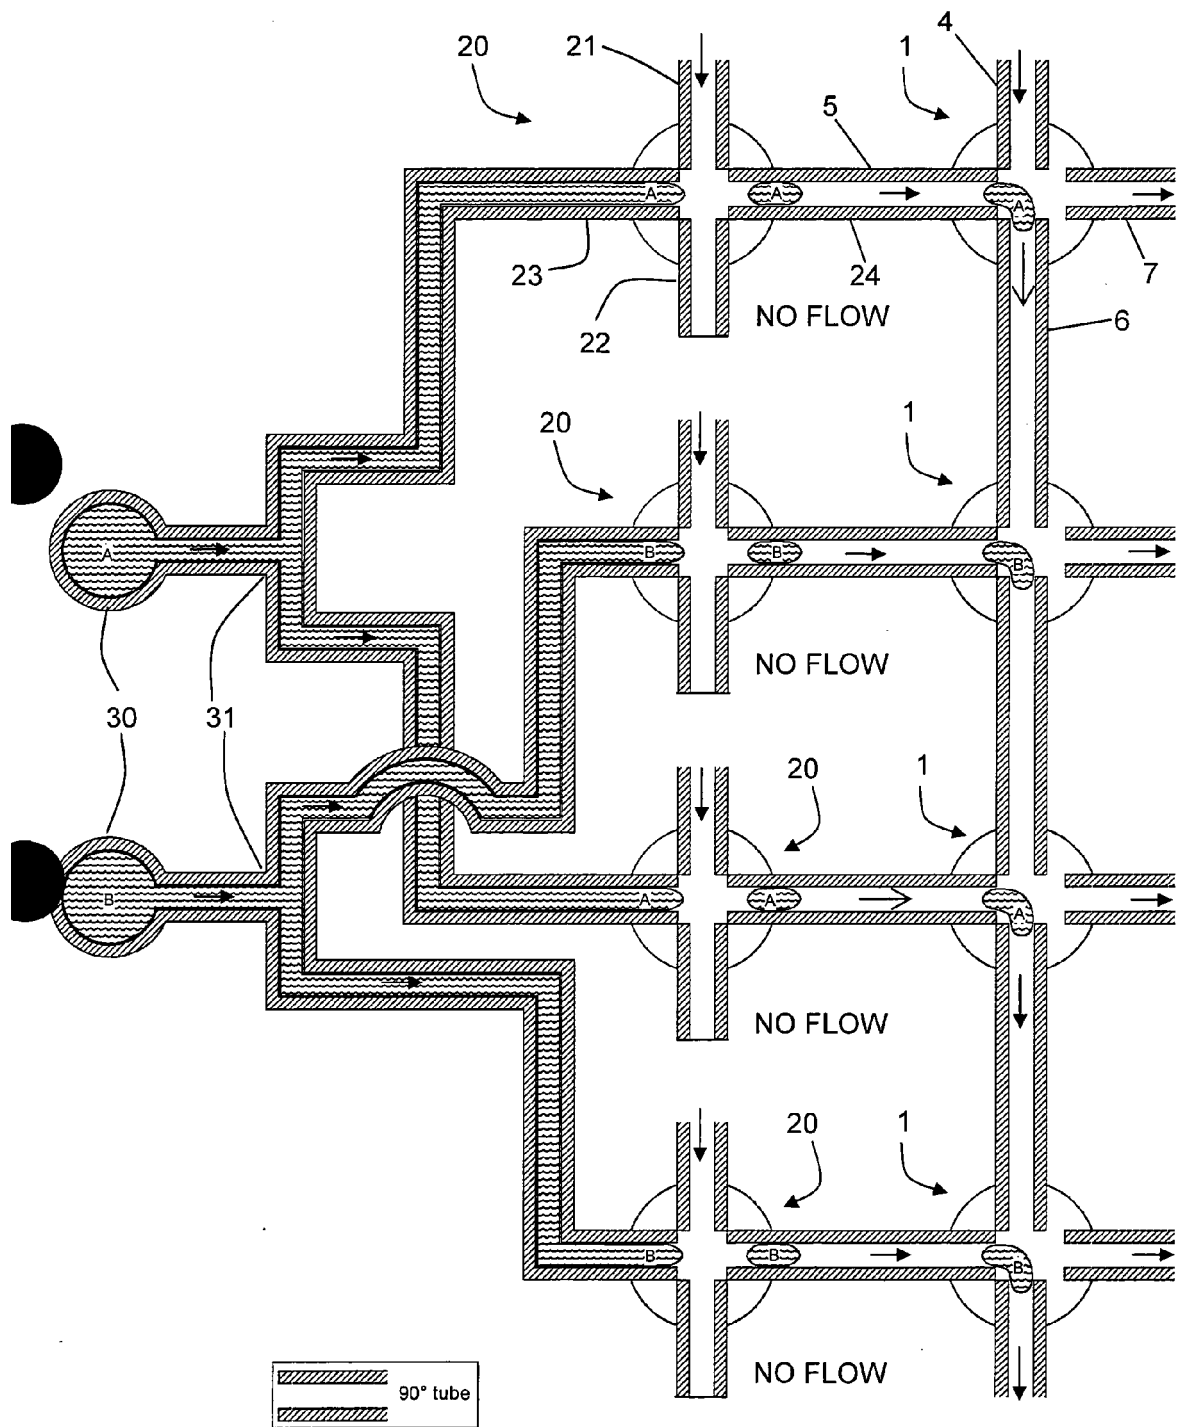 20 21 1 4
5
A A A
23 24 7
22 NO FLOW 6
20 1
A B B B
NO FLOW
30 31
20 1
B A A A
NO FLOW
20 1
B B B
NO FLOW
90° tube